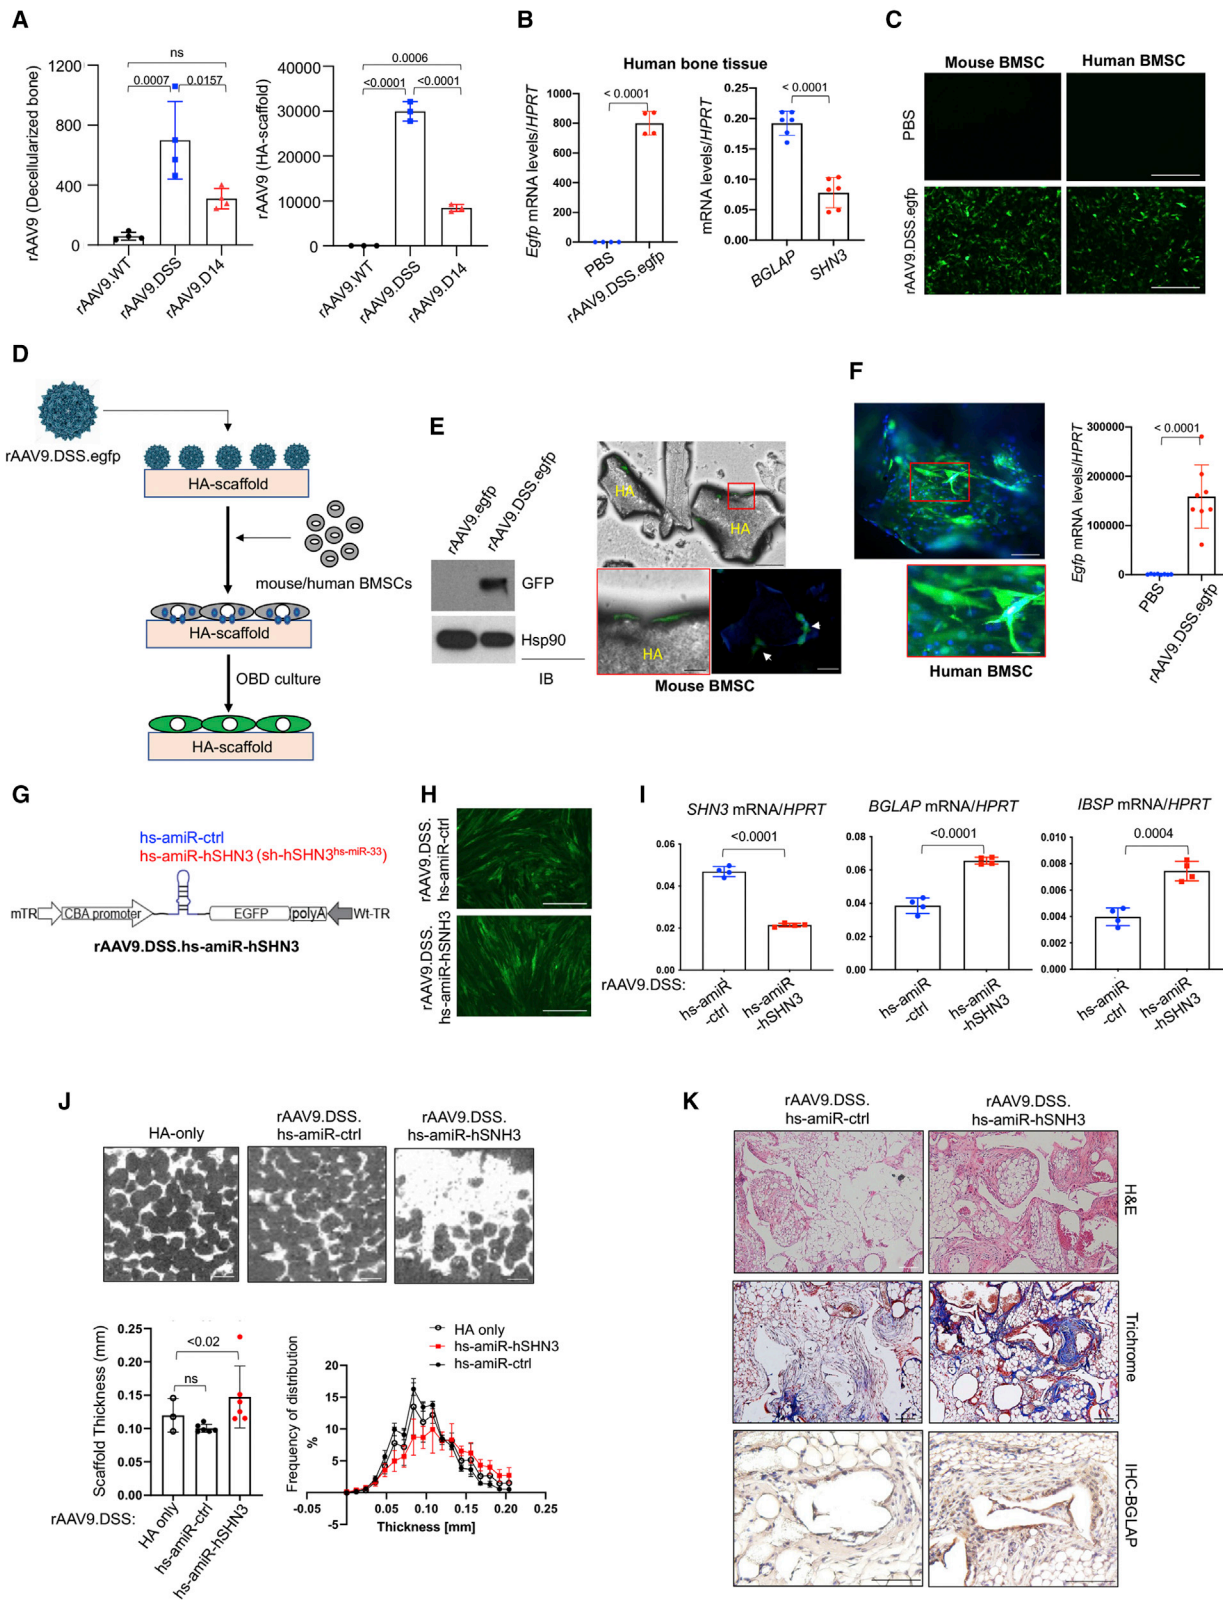 A
ns
0.0007
0.0157
1200
800
400
0
rAAV9 (Decellularized bone)
rAAV9.WT
rAAV9.DSS
rAAV9.D14
0.0006
<0.0001
<0.0001
40000
30000
20000
10000
0
rAAV9 (HA-scaffold)
rAAV9.WT
rAAV9.DSS
rAAV9.D14
B
Human bone tissue
< 0.0001
1000
800
600
400
200
0
Egfp mRNA levels/HPRT
PBS
rAAV9.DSS.egfp
< 0.0001
0.25
0.20
0.15
0.10
0.05
0.00
mRNA levels/HPRT
BGLAP
SHN3
C
Mouse BMSC
Human BMSC
PBS
rAAV9.DSS.egfp
D
rAAV9.DSS.egfp
HA-scaffold
mouse/human BMSCs
HA-scaffold
OBD culture
HA-scaffold
E
rAAV9.egfp
rAAV9.DSS.egfp
GFP
Hsp90
IB
HA
HA
HA
Mouse BMSC
F
Human BMSC
< 0.0001
300000
200000
100000
0
Egfp mRNA levels/HPRT
PBS
rAAV9.DSS.egfp
G
hs-amiR-ctrl
hs-amiR-hSHN3 (sh-hSHN3hs-miR-33)
mTR
CBA promoter
EGFP
polyA
Wt-TR
rAAV9.DSS.hs-amiR-hSHN3
H
rAAV9.DSS.
hs-amiR-ctrl
rAAV9.DSS.
hs-amiR-hSNH3
I
SHN3 mRNA/HPRT
<0.0001
0.06
0.04
0.02
0.00
rAAV9.DSS:
hs-amiR
-ctrl
hs-amiR
-hSHN3
BGLAP mRNA/HPRT
<0.0001
0.08
0.06
0.04
0.02
0.00
hs-amiR
-ctrl
hs-amiR
-hSHN3
IBSP mRNA/HPRT
0.0004
0.010
0.008
0.006
0.004
0.002
0.000
hs-amiR
-ctrl
hs-amiR
-hSHN3
J
HA-only
rAAV9.DSS.
hs-amiR-ctrl
rAAV9.DSS.
hs-amiR-hSNH3
0.25
0.20
0.15
0.10
0.05
0.00
<0.02
ns
Scaffold Thickness (mm)
rAAV9.DSS:
HA only
hs-amiR-ctrl
hs-amiR-hSHN3
HA only
hs-amiR-hSHN3
hs-amiR-ctrl
Frequency of distribution
%
20
15
10
5
-5
-0.05
0.05
0.10
0.15
0.20
0.25
Thickness [mm]
K
rAAV9.DSS.
hs-amiR-ctrl
rAAV9.DSS.
hs-amiR-hSNH3
H&E
Trichrome
IHC-BGLAP